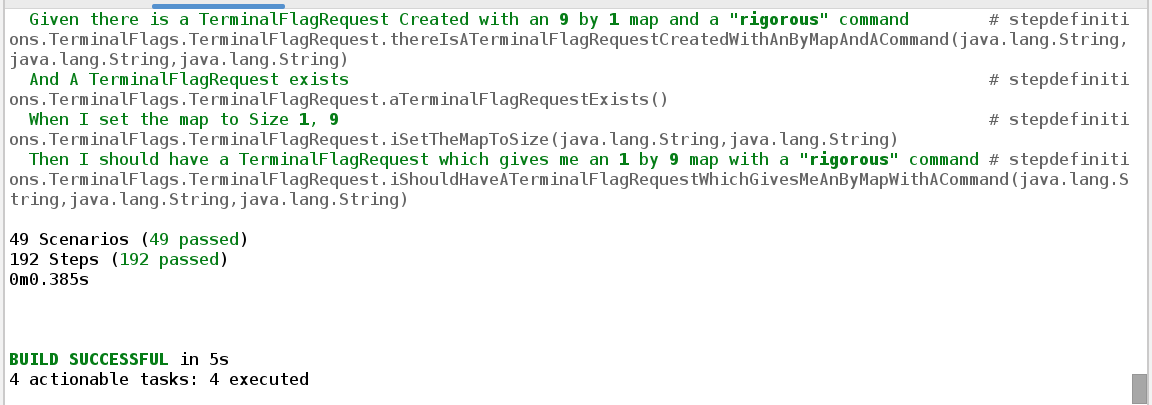 Given there is a TerminalFlagRequest Created with an 9 by 1 map and a "rigorous" command # stepdefiniti
ons.TerminalFlags.TerminalFlagRequest.thereIsATerminalFlagRequestCreatedWithAnByMapAndACommand(java.lang.String,
java.lang.String,java.lang.String)
And A TerminalFlagRequest exists # stepdefiniti
ons.TerminalFlags.TerminalFlagRequest.aTerminalFlagRequestExists()
When I set the map to Size 1, 9 # stepdefiniti
ons.TerminalFlags.TerminalFlagRequest.iSetTheMapToSize(java.lang.String,java.lang.String)
Then I should have a TerminalFlagRequest which gives me an 1 by 9 map with a "rigorous" command # stepdefiniti
ons.TerminalFlags.TerminalFlagRequest.iShouldHaveATerminalFlagRequestWhichGivesMeAnByMapWithACommand(java.lang.S
tring,java.lang.String,java.lang.String)
49 Scenarios (49 passed)
192 Steps (192 passed)
0m0.385s
BUILD SUCCESSFUL in 5s
4 actionable tasks: 4 executed